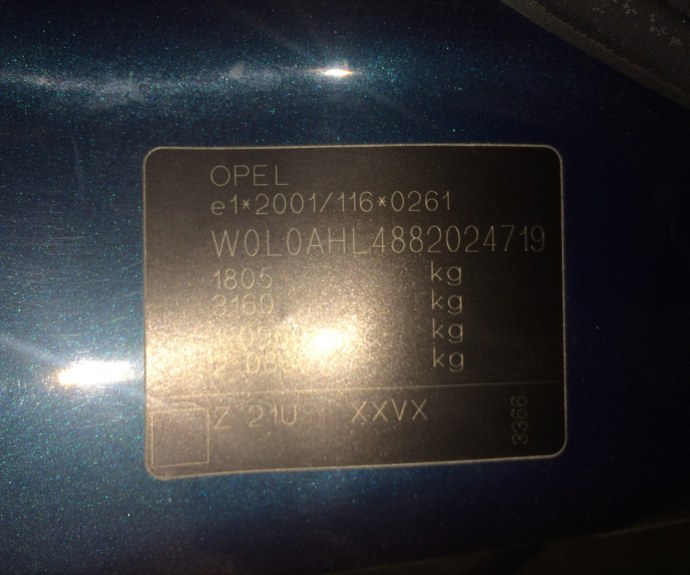 OPEL
e1*2001/116*0261
W0L0AHL4882024719
1805 kg
3160 kg
kg
kg
Z 21U XXVX
3366